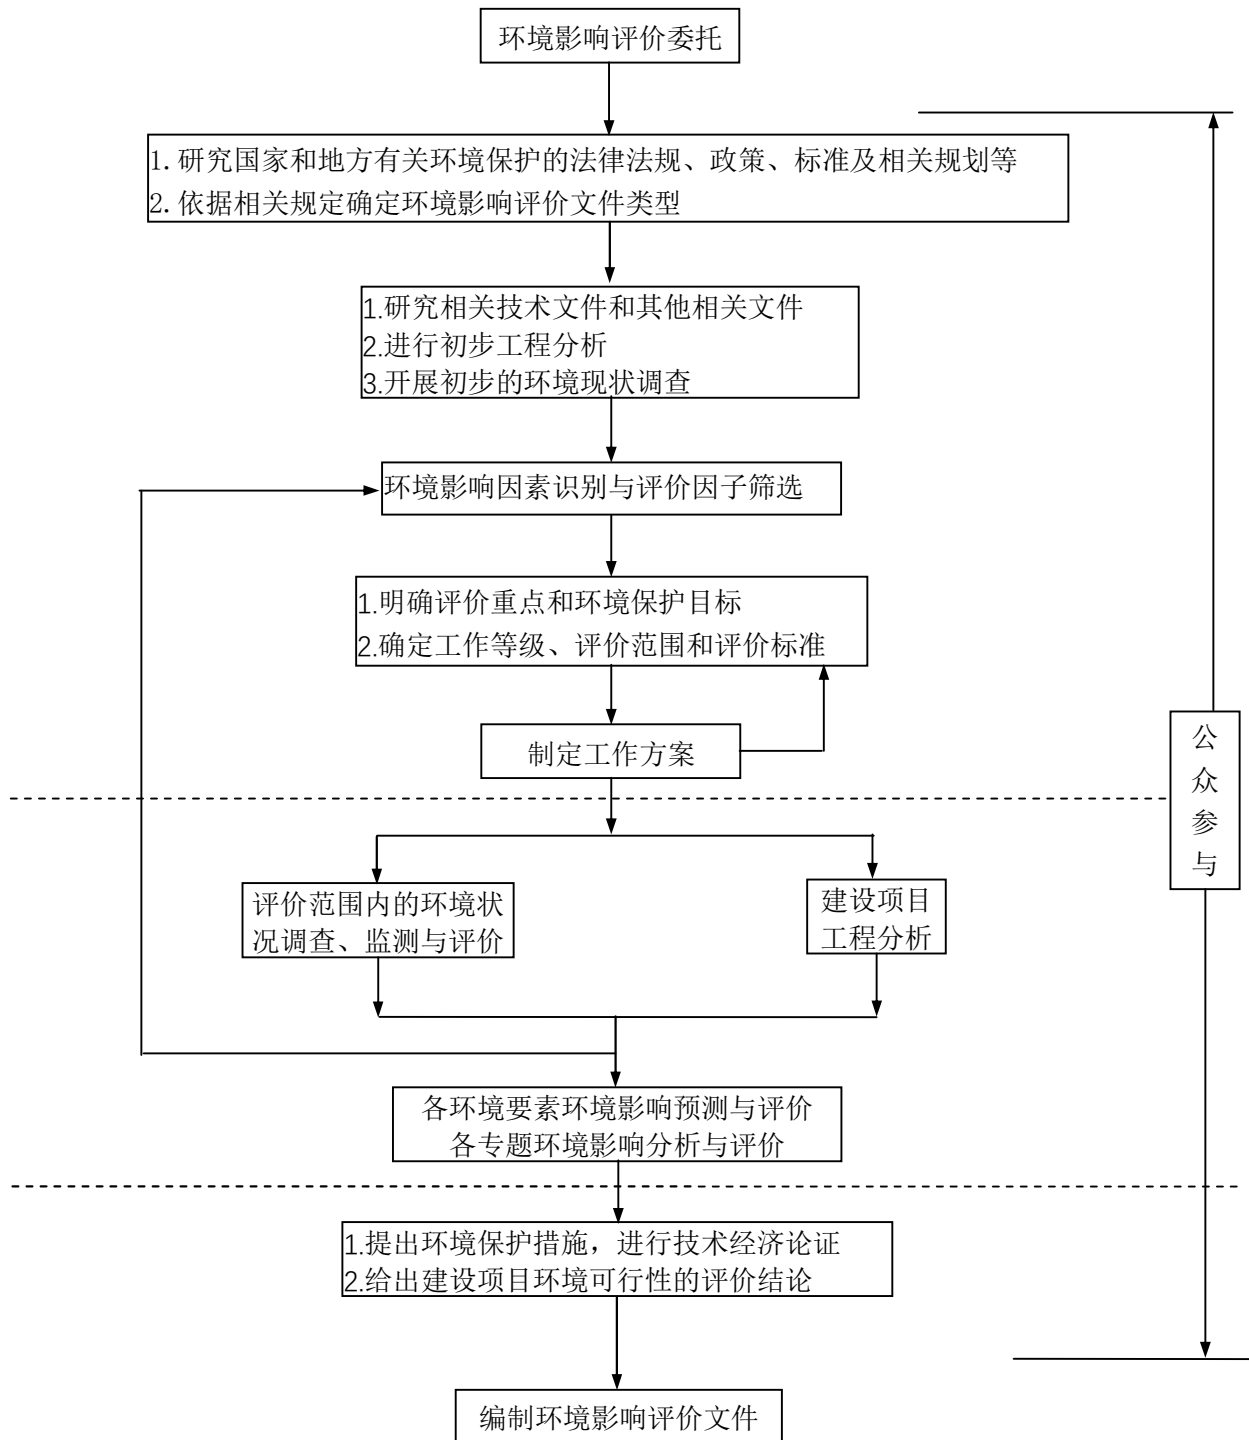 环境影响评价委托
1.研究国家和地方有关环境保护的法律法规、政策、标准及相关规划等
2.依据相关规定确定环境影响评价文件类型
1.研究相关技术文件和其他相关文件
2.进行初步工程分析
3.开展初步的环境现状调查
环境影响因素识别与评价因子筛选
1.明确评价重点和环境保护目标
2.确定工作等级、评价范围和评价标准
制定工作方案
公
众
参
与
评价范围内的环境状
况调查、监测与评价
建设项目
工程分析
各环境要素环境影响预测与评价
各专题环境影响分析与评价
1.提出环境保护措施，进行技术经济论证
2.给出建设项目环境可行性的评价结论
编制环境影响评价文件